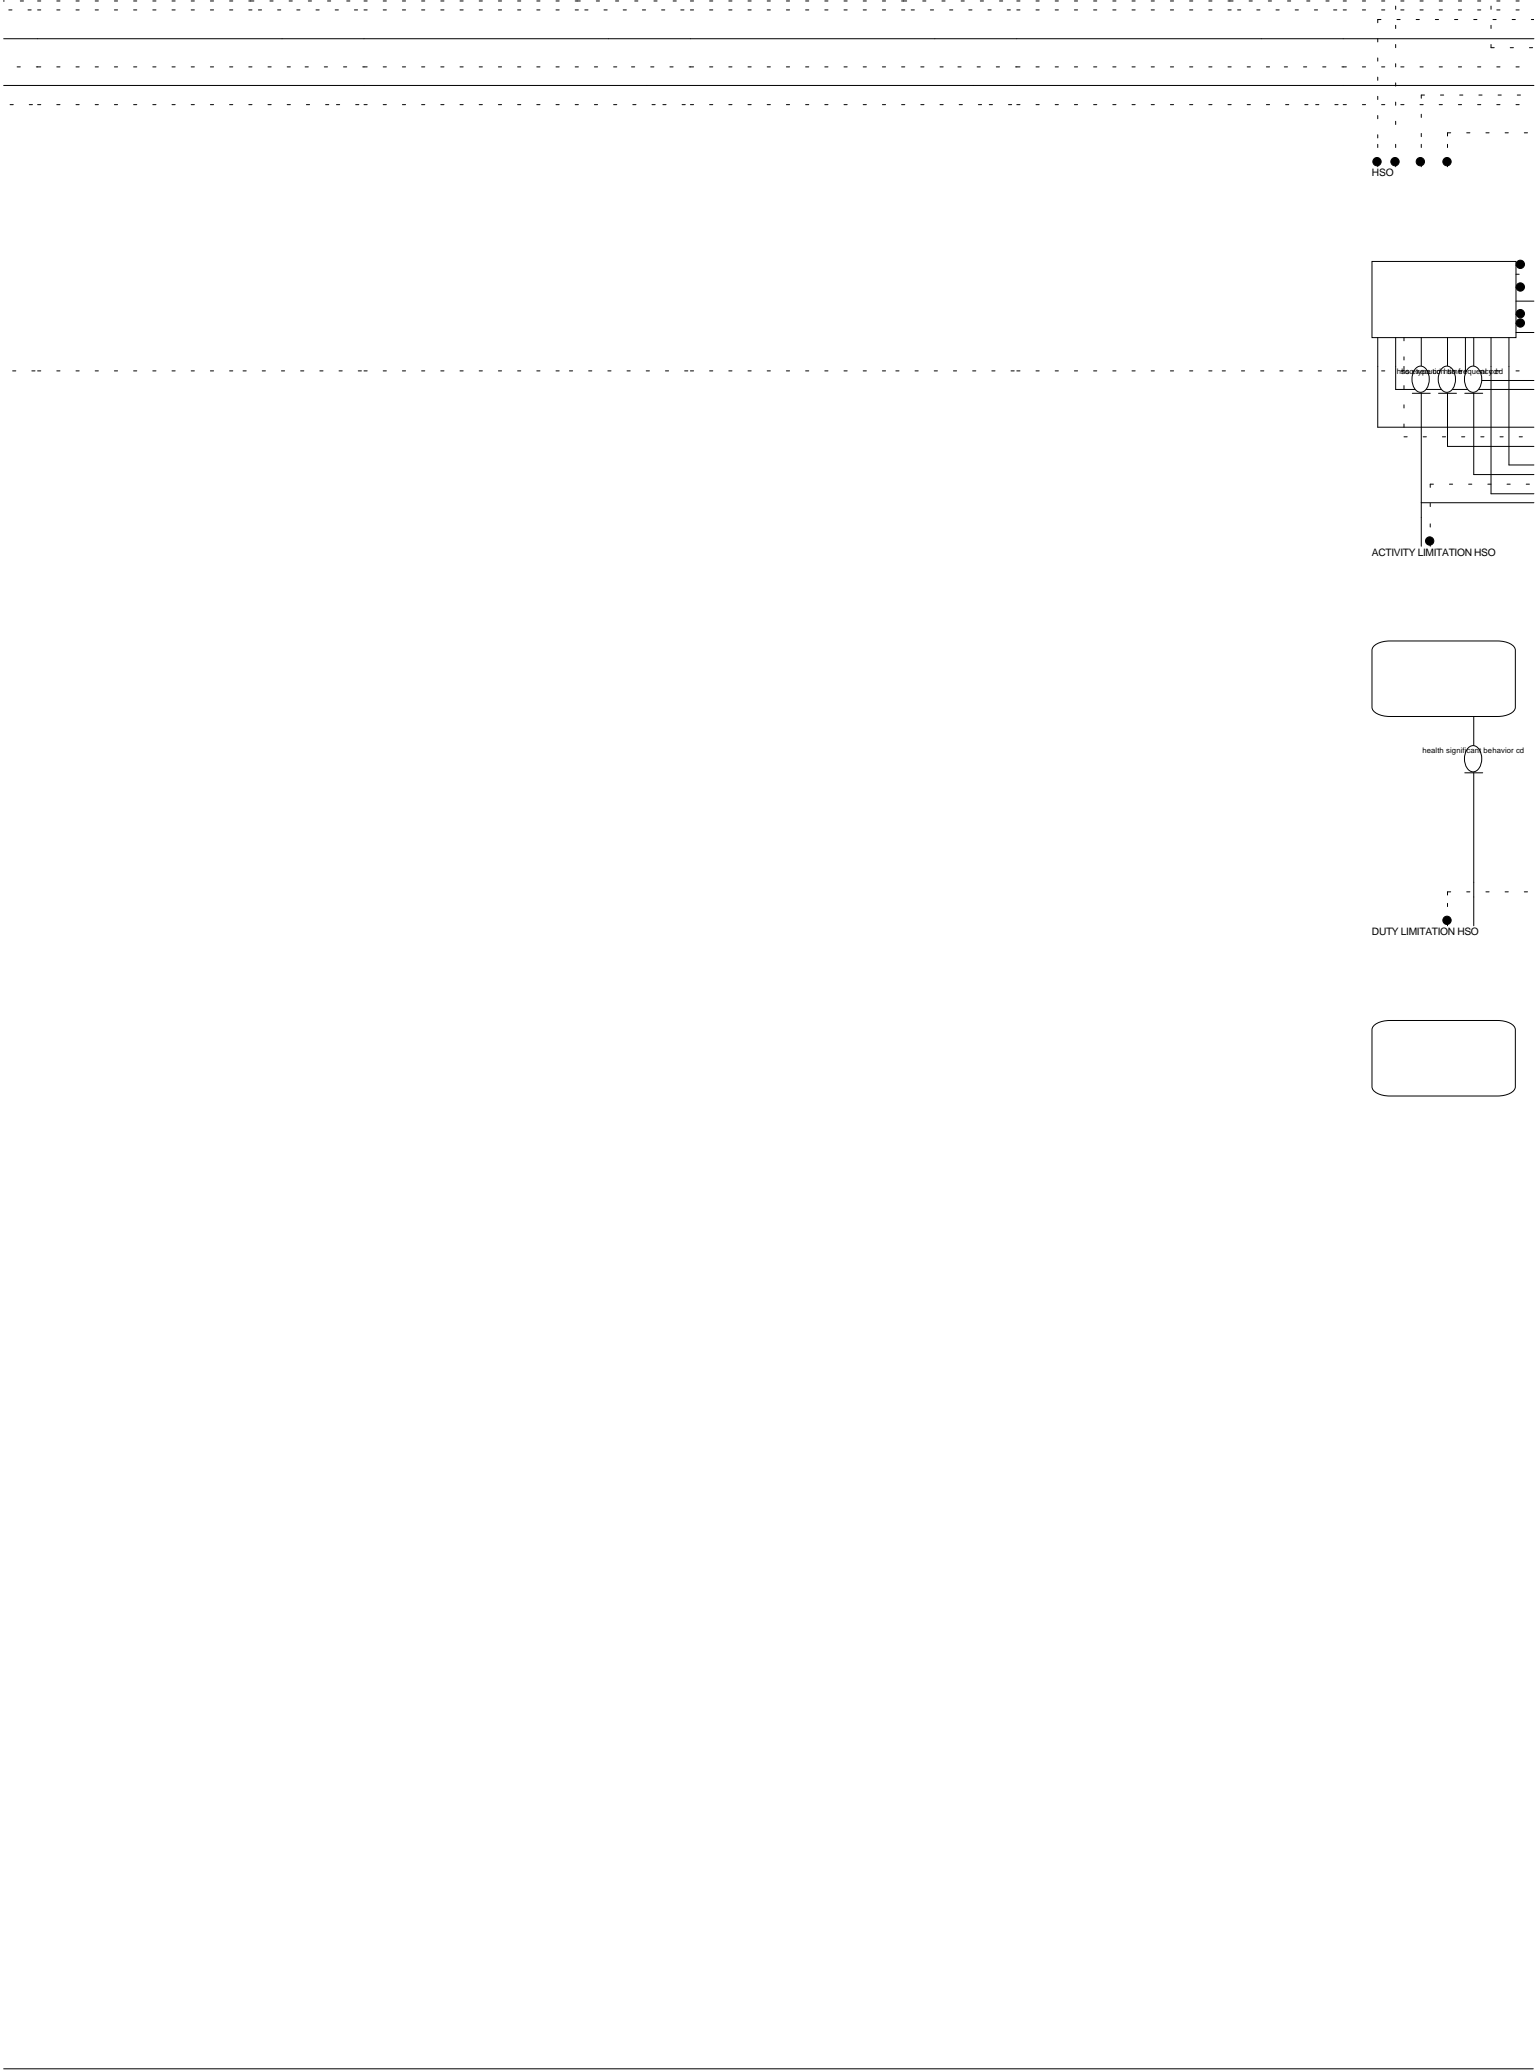 HSO
ACTIVITY LIMITATION HSO
health significant behavior cd
DUTY LIMITATION HSO